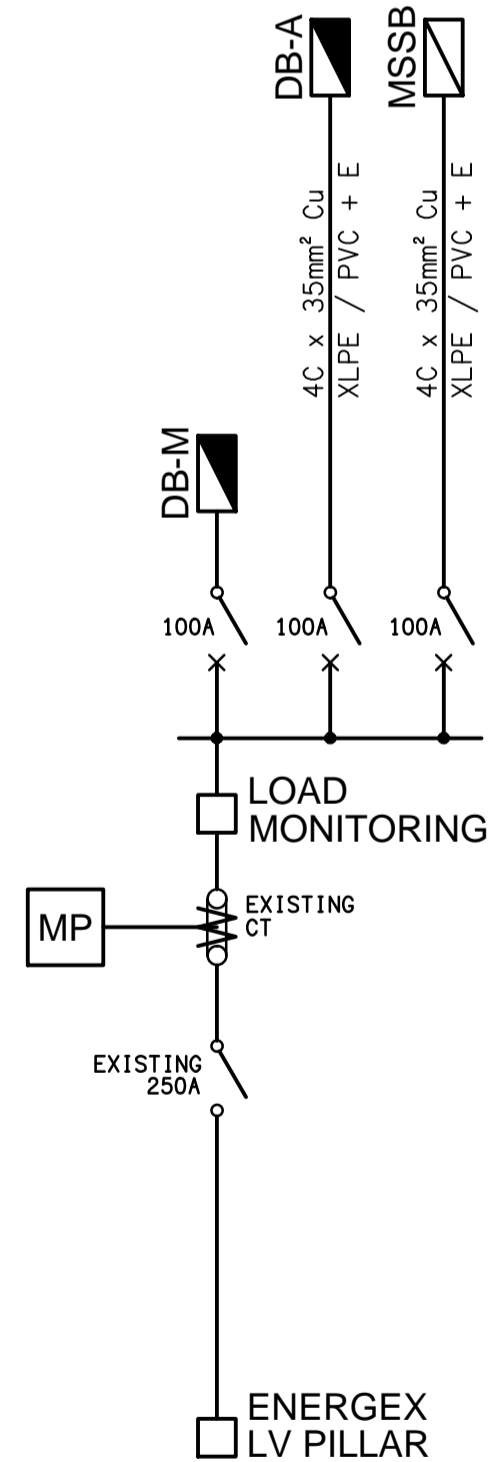 DB-A
MSSB
4C x 35mm² Cu
XLPE / PVC + E
4C x 35mm² Cu
XLPE / PVC + E
DB-M
100A
100A
100A
LOAD
MONITORING
EXISTING
CT
MP
EXISTING
250A
ENERGEX
LV PILLAR